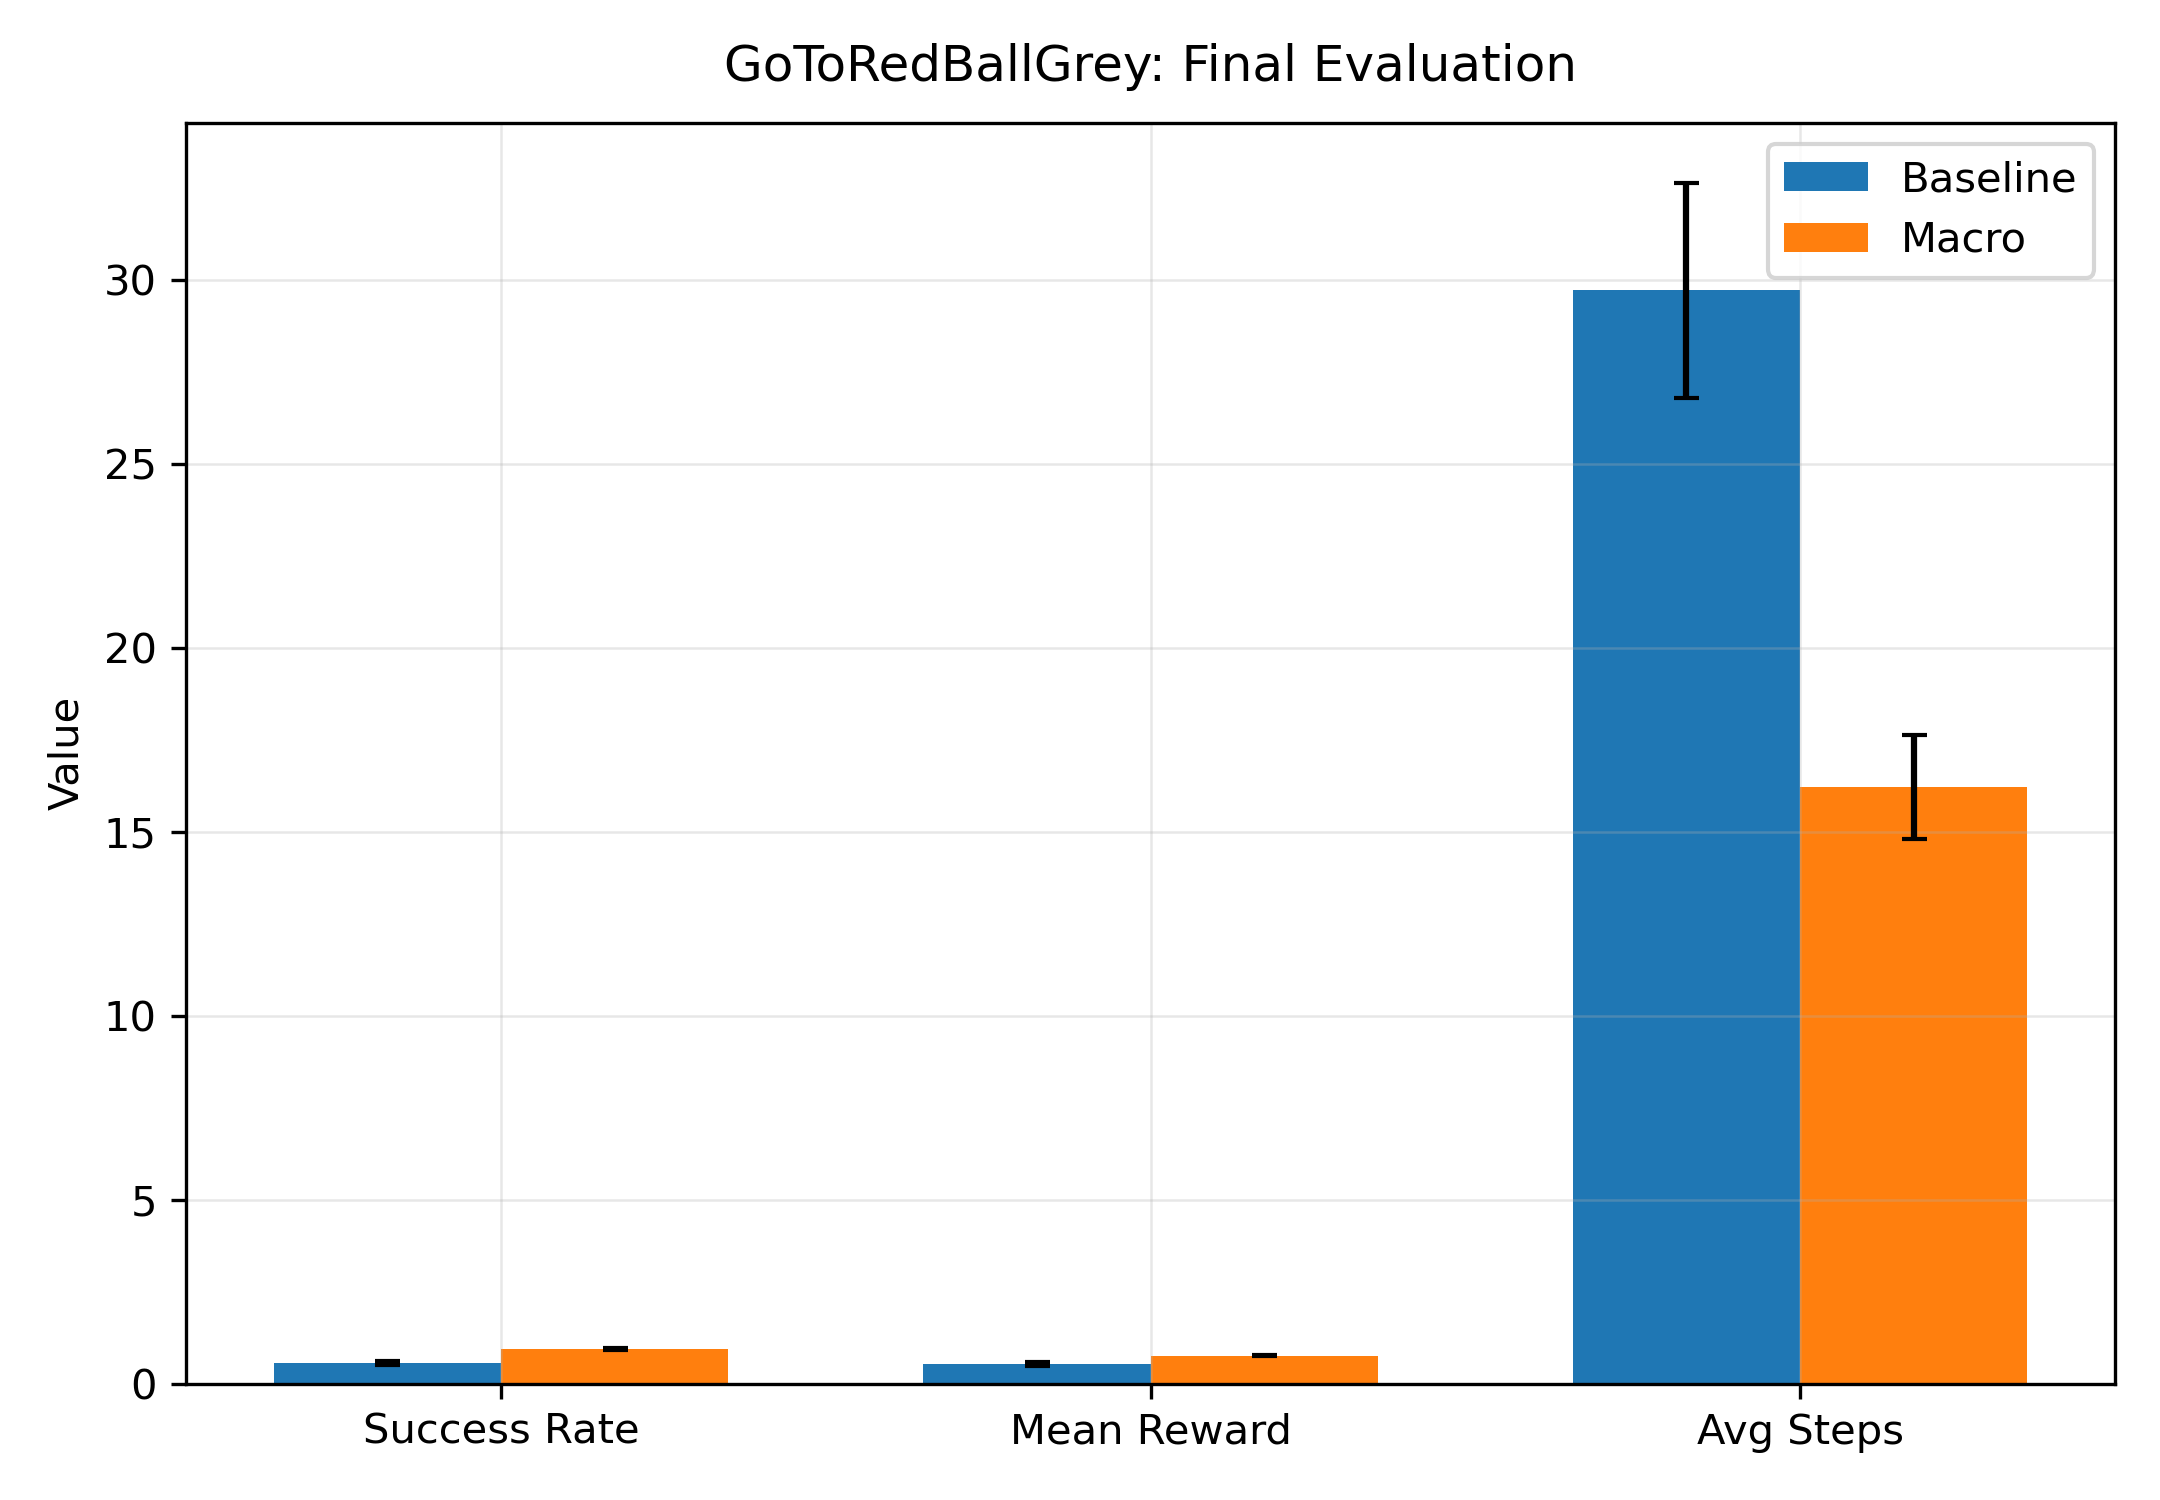 GoToRedBallGrey: Final Evaluation
Baseline
Macro
30
25
20
15
10
5
0
Value
Success Rate
Mean Reward
Avg Steps